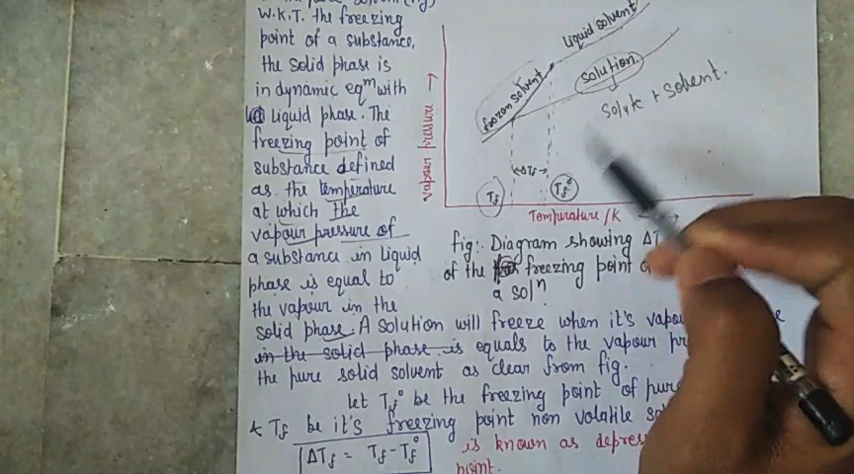 W.K.T. the freezing
point of a substance,
the solid phase is
in dynamic eqm with
liquid phase. The
freezing point of
substance defined
as the temperature
at which the
vapour pressure of
a substance in liquid
phase is equal to
the vapour in the
solid phase. A solution will freeze when it's vapou
in the solid phase is equals to the vapour pr
the pure solid solvent as clear from fig.
let Tf° be the freezing point of pure
& Tf be it's freezing point non volatile so
ΔTf = Tf - Tf°
is known as depres
point.
Vapour pressure →
frozen solvent
liquid solvent
solution
solute + solvent.
ΔTf
Tf
Tf°
Temperature/K
fig:. Diagram showing ΔT
of the freezing point o
a soln